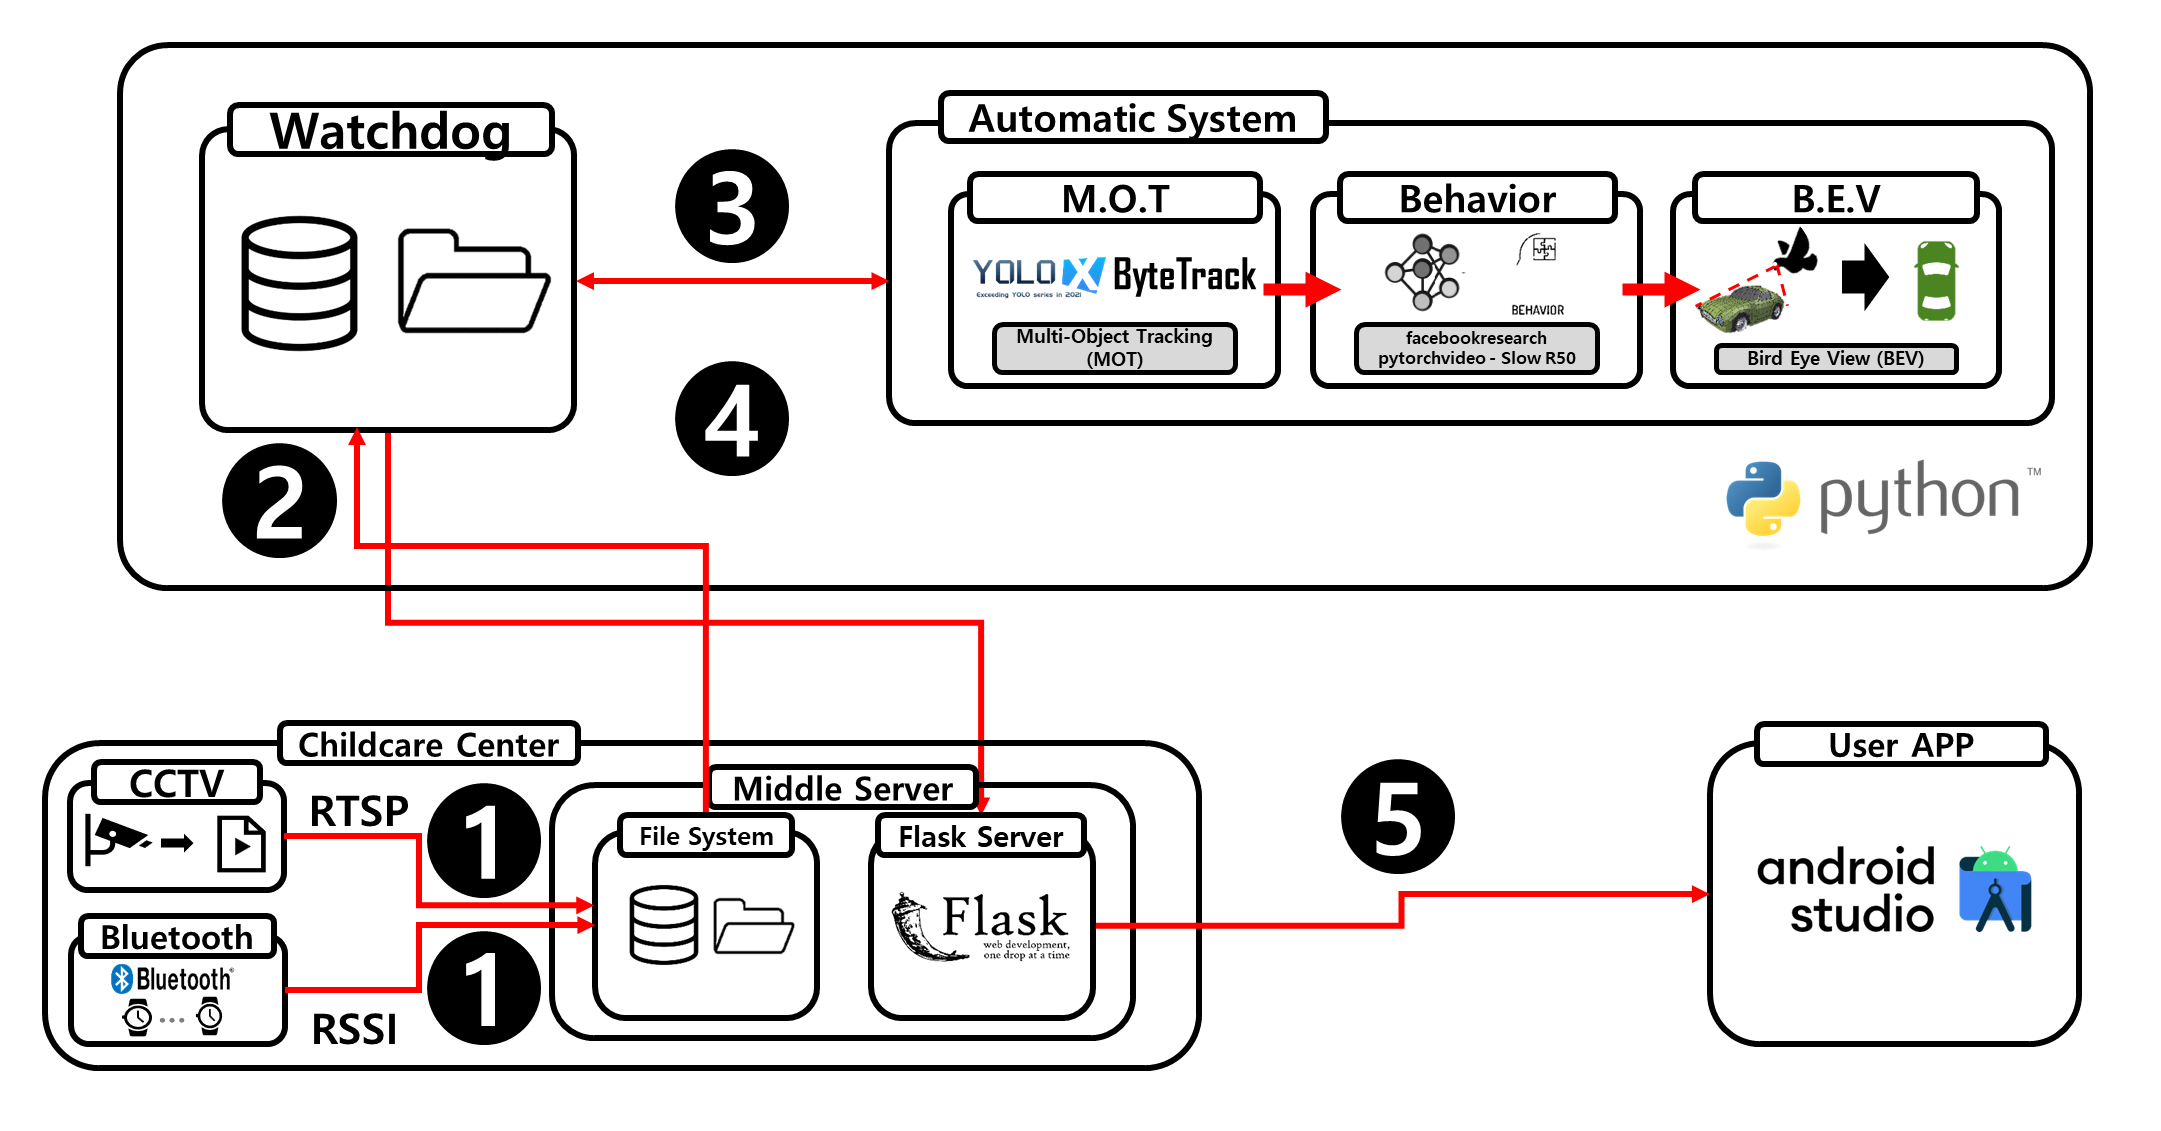 Watchdog
3
4
2
Automatic System
M.O.T
YOLOX
Exceeding YOLO series in 2021
ByteTrack
Multi-Object Tracking
(MOT)
Behavior
BEHAVIOR
facebookresearch
pytorchvideo - Slow R50
B.E.V
Bird Eye View (BEV)
python™
Childcare Center
CCTV
RTSP
1
Bluetooth
Bluetooth®
RSSI
1
Middle Server
File System
Flask Server
Flask
web development,
one drop at a time
5
User APP
android
studio